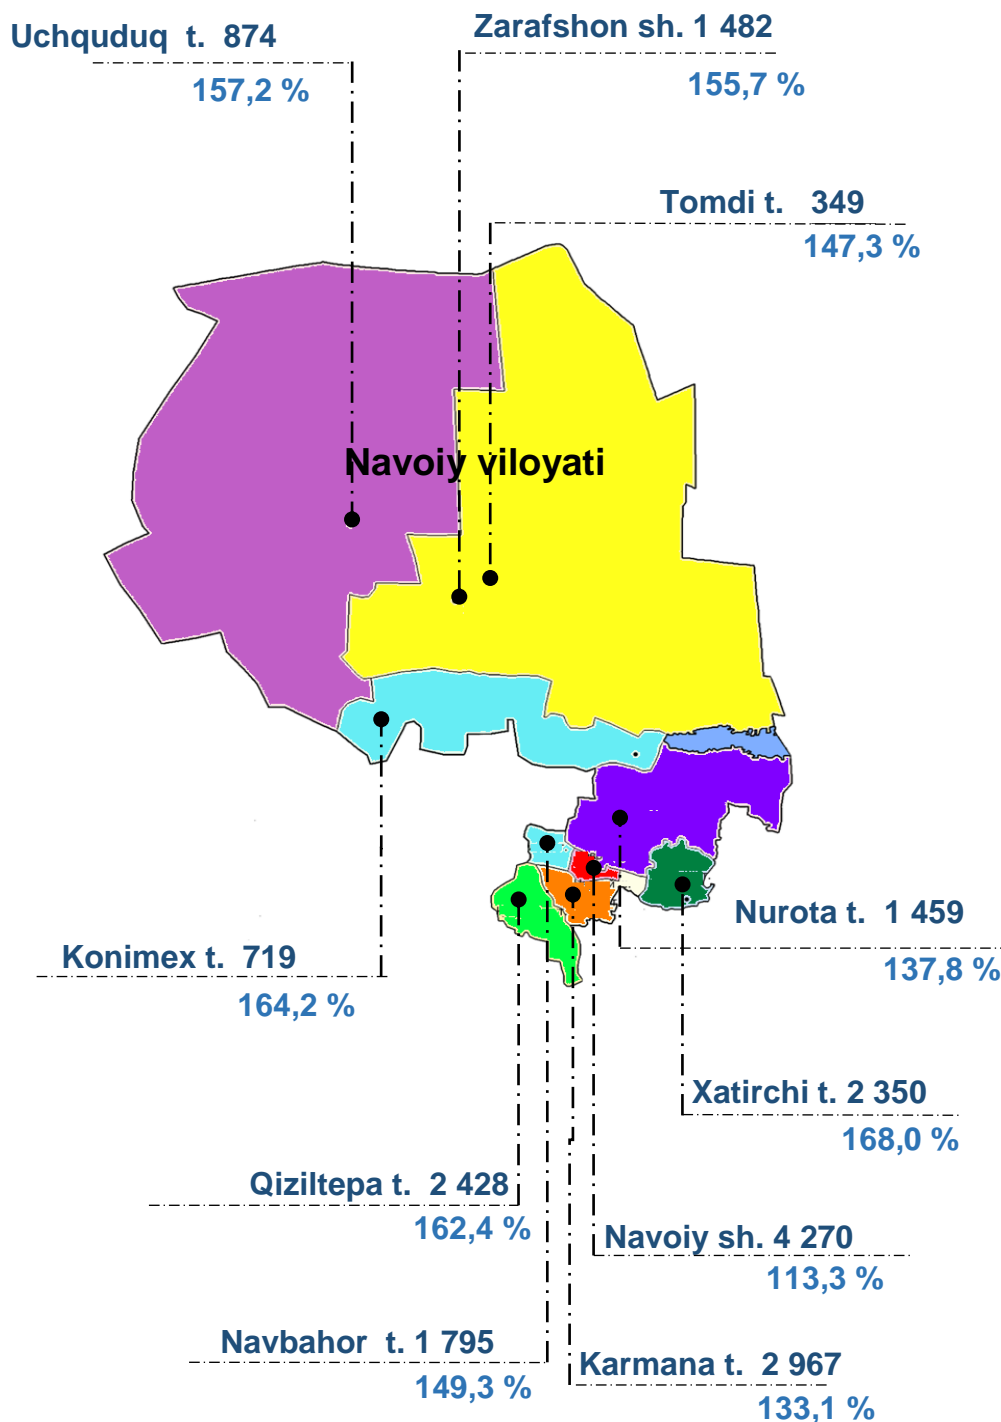 Uchquduq t. 874
157,2 %
Zarafshon sh. 1 482
155,7 %
Tomdi t. 349
147,3 %
Navoiy viloyati
Nurota t. 1 459
137,8 %
Konimex t. 719
164,2 %
Xatirchi t. 2 350
168,0 %
Qiziltepa t. 2 428
162,4 %
Navoiy sh. 4 270
113,3 %
Navbahor t. 1 795
149,3 %
Karmana t. 2 967
133,1 %